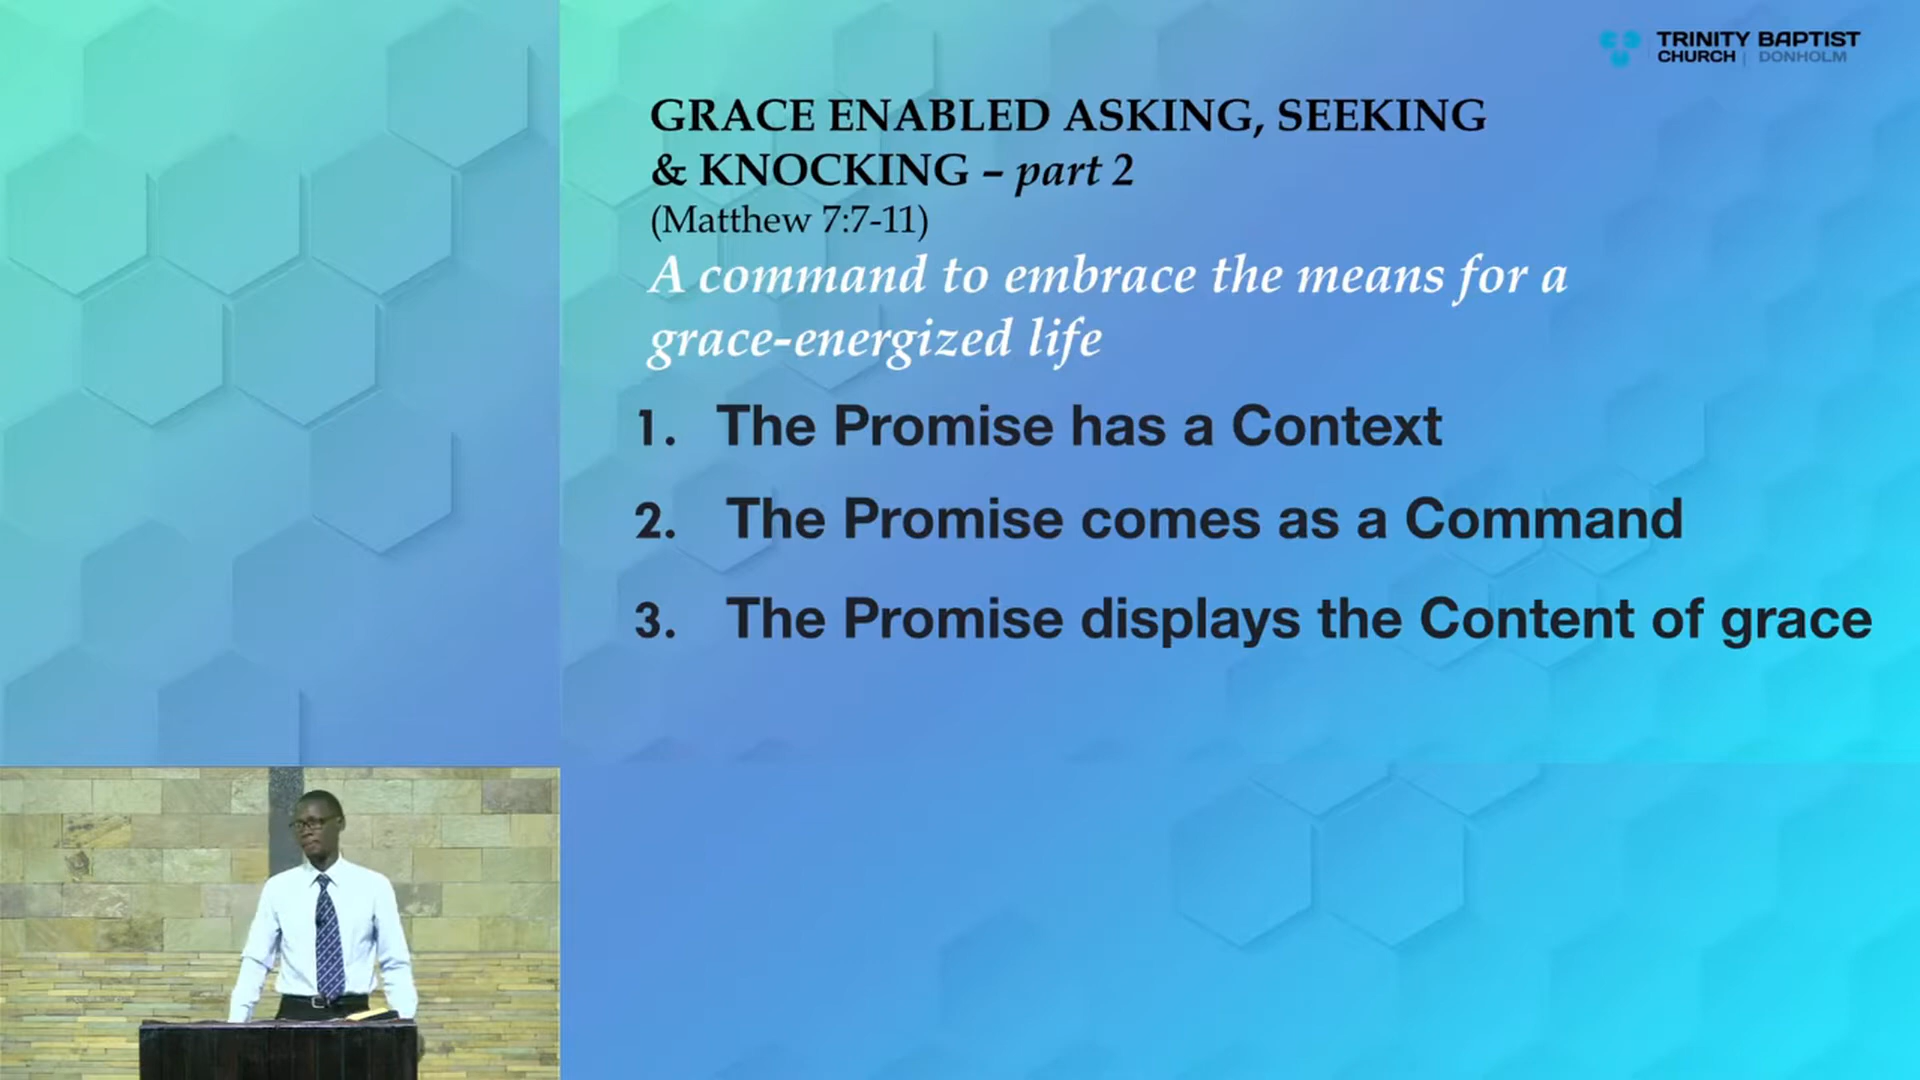 TRINITY BAPTIST
CHURCH | DONHOLM
GRACE ENABLED ASKING, SEEKING
& KNOCKING – part 2
(Matthew 7:7-11)
A command to embrace the means for a
grace-energized life
1. The Promise has a Context
2. The Promise comes as a Command
3. The Promise displays the Content of grace